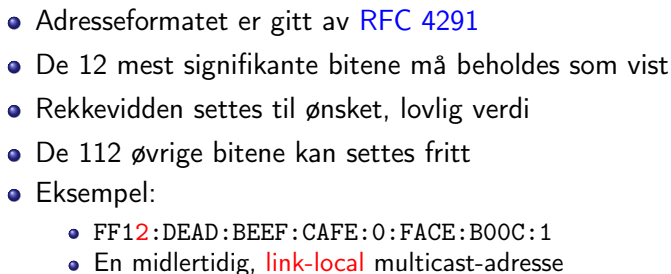 Adresseformatet er gitt av RFC 4291
De 12 mest signifikante bitene må beholdes som vist
Rekkevidden settes til ønsket, lovlig verdi
De 112 øvrige bitene kan settes fritt
Eksempel:
FF12:DEAD:BEEF:CAFE:0:FACE:B00C:1
En midlertidig, link-local multicast-adresse